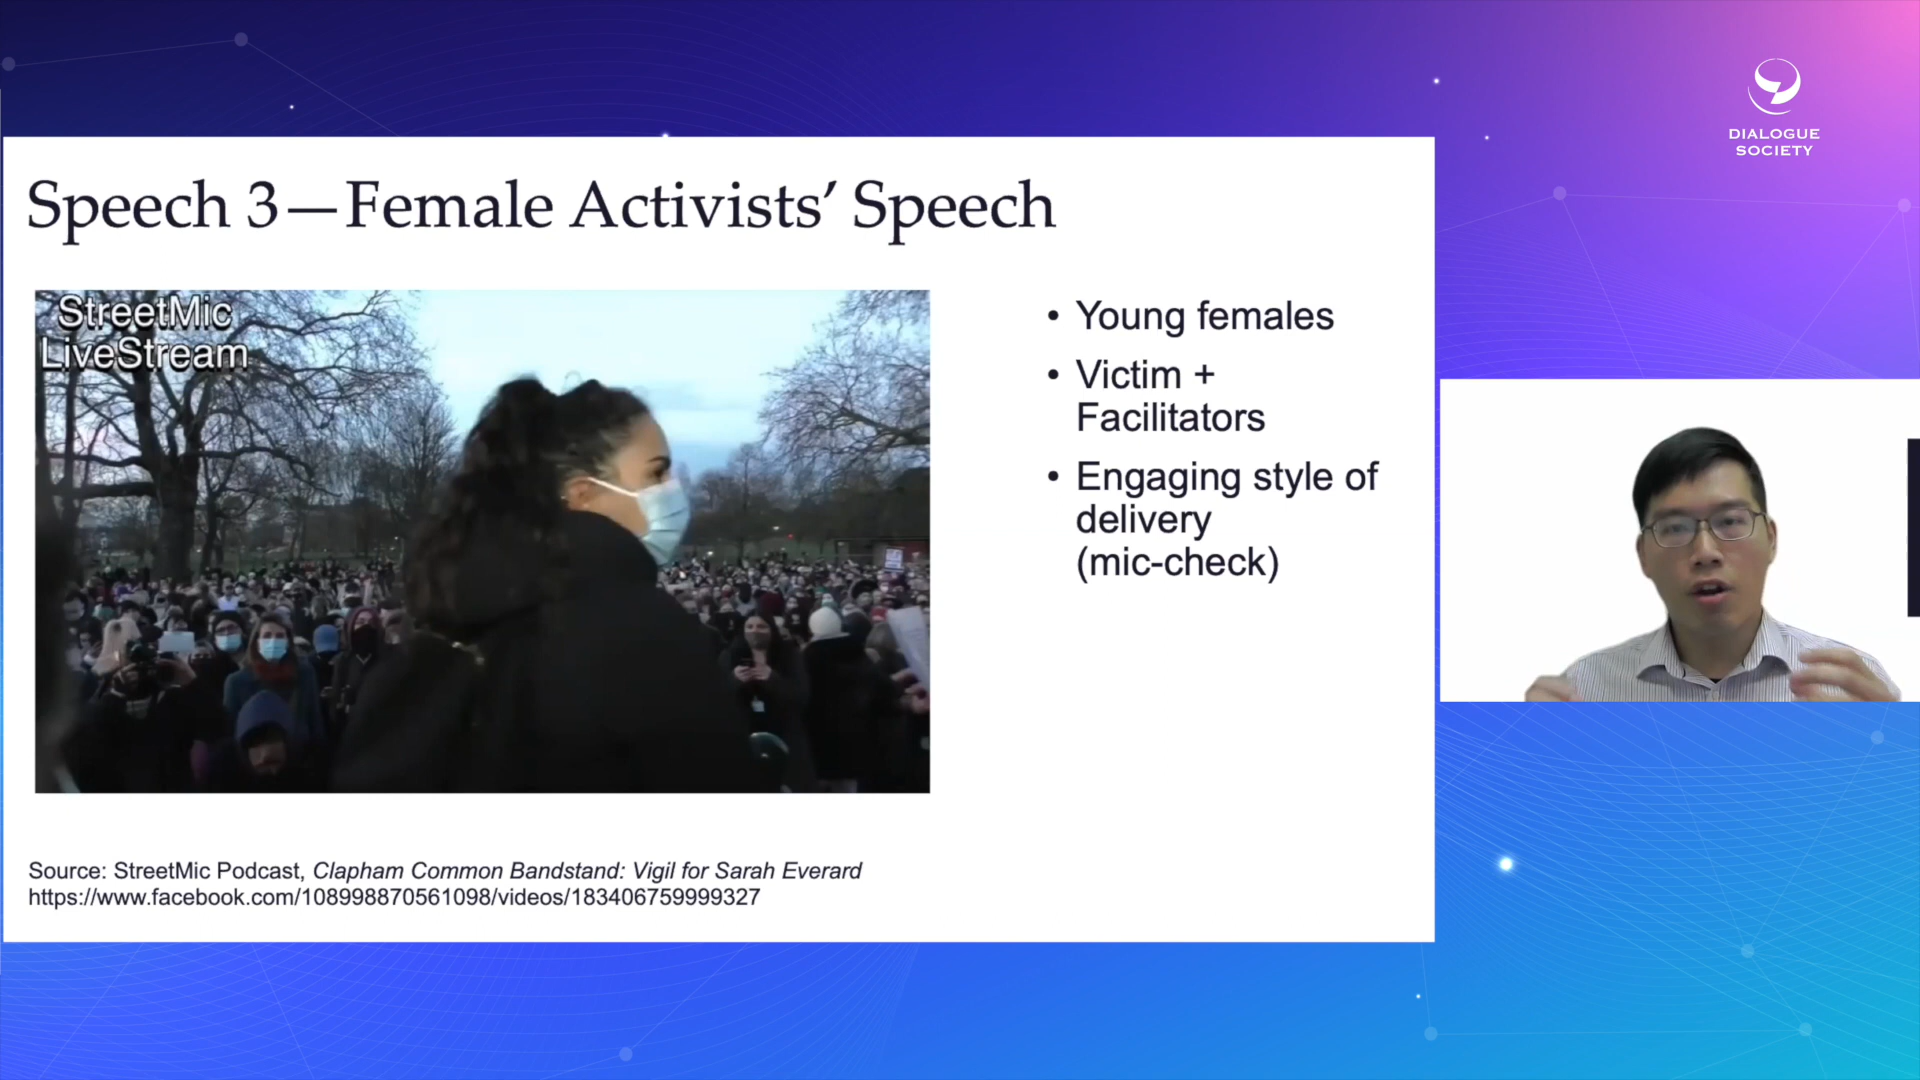 DIALOGUE
SOCIETY
Speech 3—Female Activists’ Speech
StreetMic
LiveStream
• Young females
• Victim +
Facilitators
• Engaging style of
delivery
(mic-check)
Source: StreetMic Podcast, Clapham Common Bandstand: Vigil for Sarah Everard
https://www.facebook.com/108998870561098/videos/183406759999327